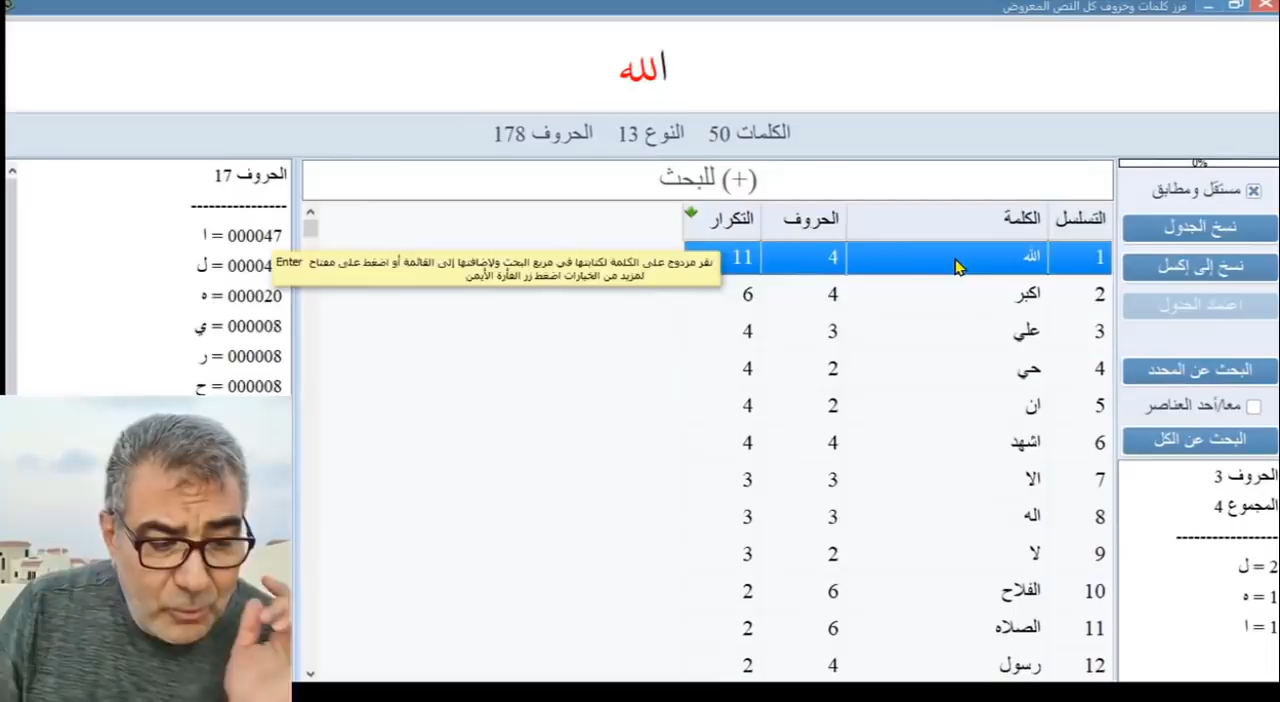 فرز كلمات وحروف كل النص المعروض
الله
الكلمات 50 النوع 13 الحروف 178
0%
مستقل ومطابق
نسخ الجدول
نسخ إلى إكسل
اعتماد الجدول
البحث عن المحدد
معا/أحد العناصر
البحث عن الكل
الحروف 3
المجموع 4
-----------------
2 = ل
1 = ه
1 = ا
(+) للبحث
التسلسل الكلمة الحروف التكرار
1 الله 4 11
2 اكبر 4 6
3 علي 3 4
4 حي 2 4
5 ان 2 4
6 اشهد 4 4
7 الا 3 3
8 اله 3 3
9 لا 2 3
10 الفلاح 6 2
11 الصلاه 6 2
12 رسول 4 2
نقر مزدوج على الكلمة لكتابتها في مربع البحث ولإضافتها إلى القائمة أو اضغط على مفتاح Enter
لمزيد من الخيارات اضغط زر الفأرة الأيمن
الحروف 17
----------------
000047 = ا
ل =
000020 = ه
000008 = ي
000008 = ر
000008 = ح